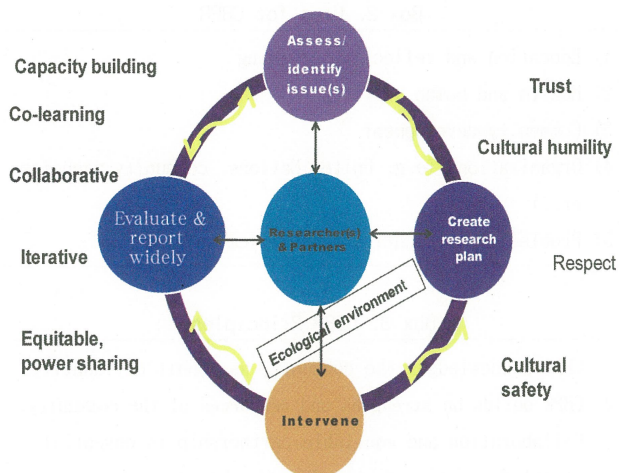 Assess/
identify
issue(s)
Capacity building
Trust
Co-learning
Cultural humility
Collaborative
Evaluate &
report
widely
Researcher(s)
& Partners
Create
research
plan
Iterative
Respect
Ecological environment
Equitable,
power sharing
Cultural
safety
Intervene